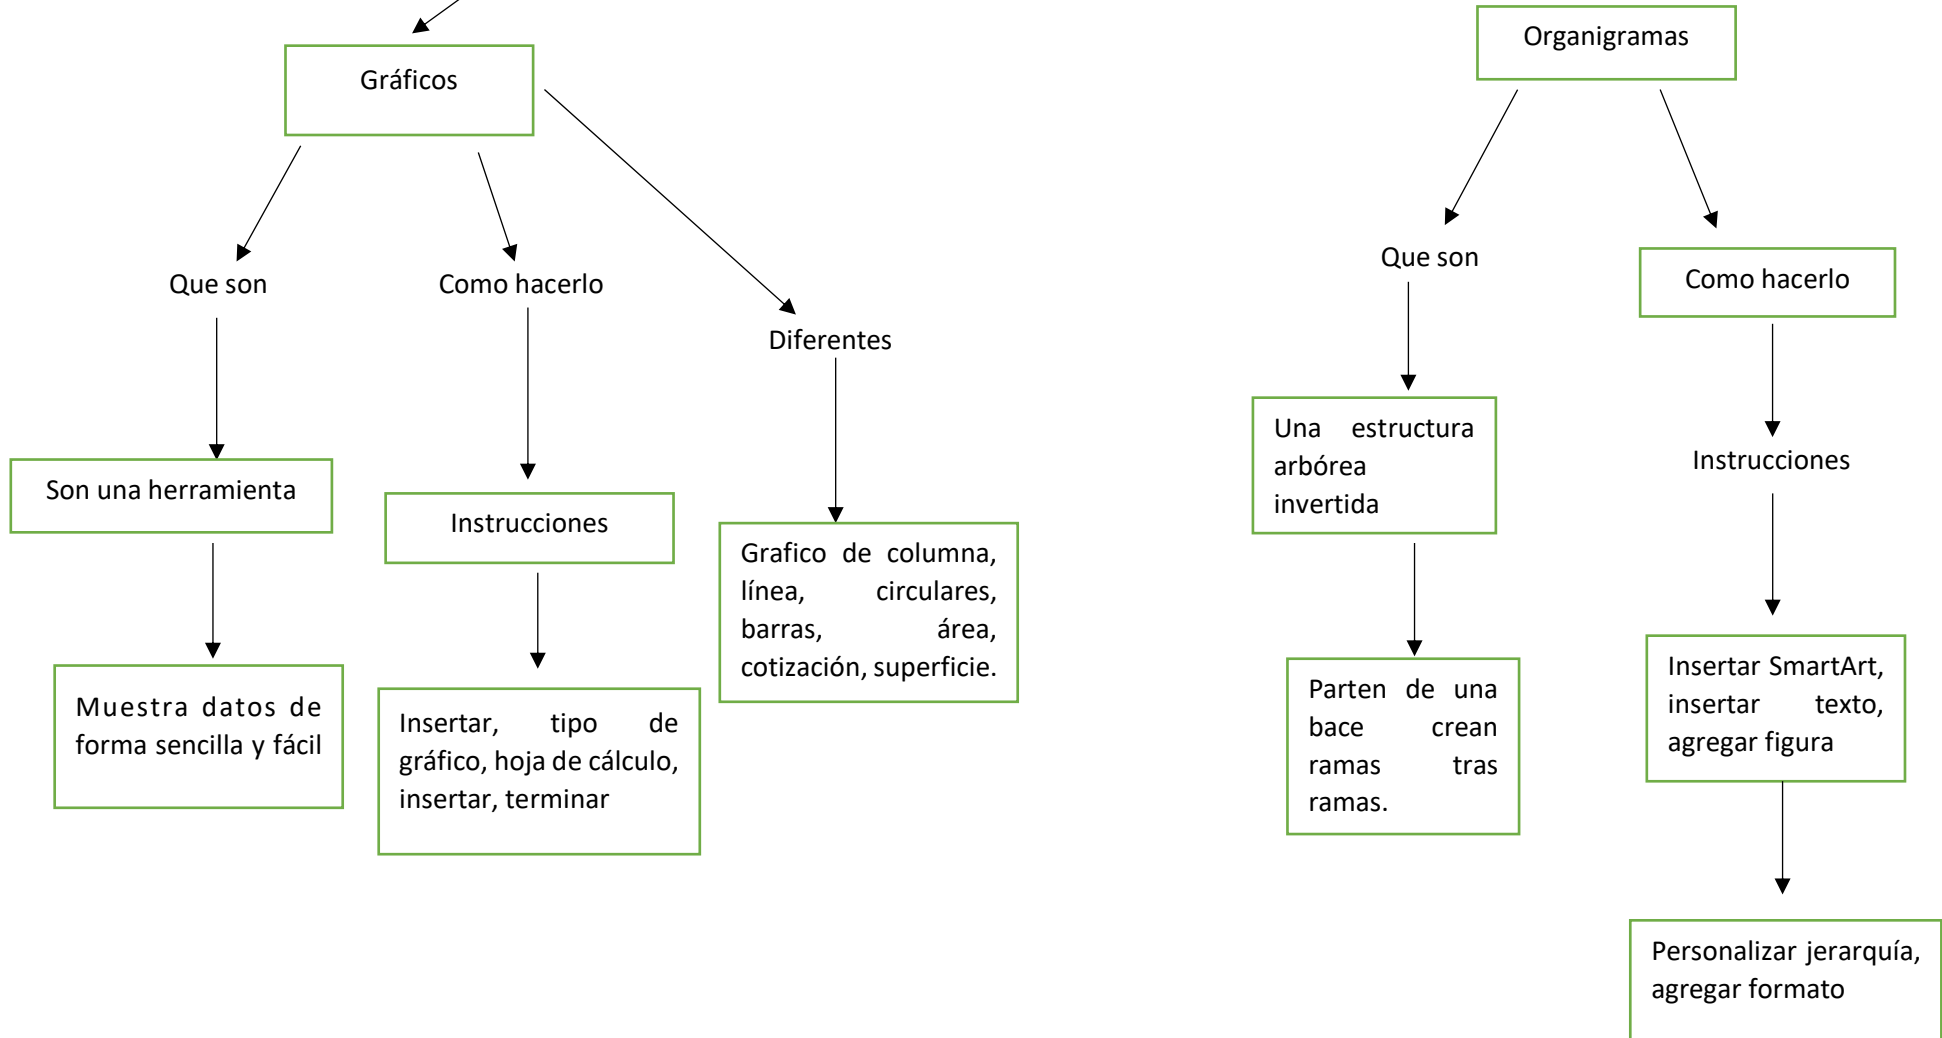 Gráficos
Que son
Como hacerlo
Diferentes
Son una herramienta
Instrucciones
Grafico de columna,
línea, circulares,
barras, área,
cotización, superficie.
Muestra datos de
forma sencilla y fácil
Insertar, tipo de
gráfico, hoja de cálculo,
insertar, terminar
Organigramas
Que son
Como hacerlo
Una estructura
arbórea
invertida
Instrucciones
Parten de una
bace crean
ramas tras
ramas.
Insertar SmartArt,
insertar texto,
agregar figura
Personalizar jerarquía,
agregar formato